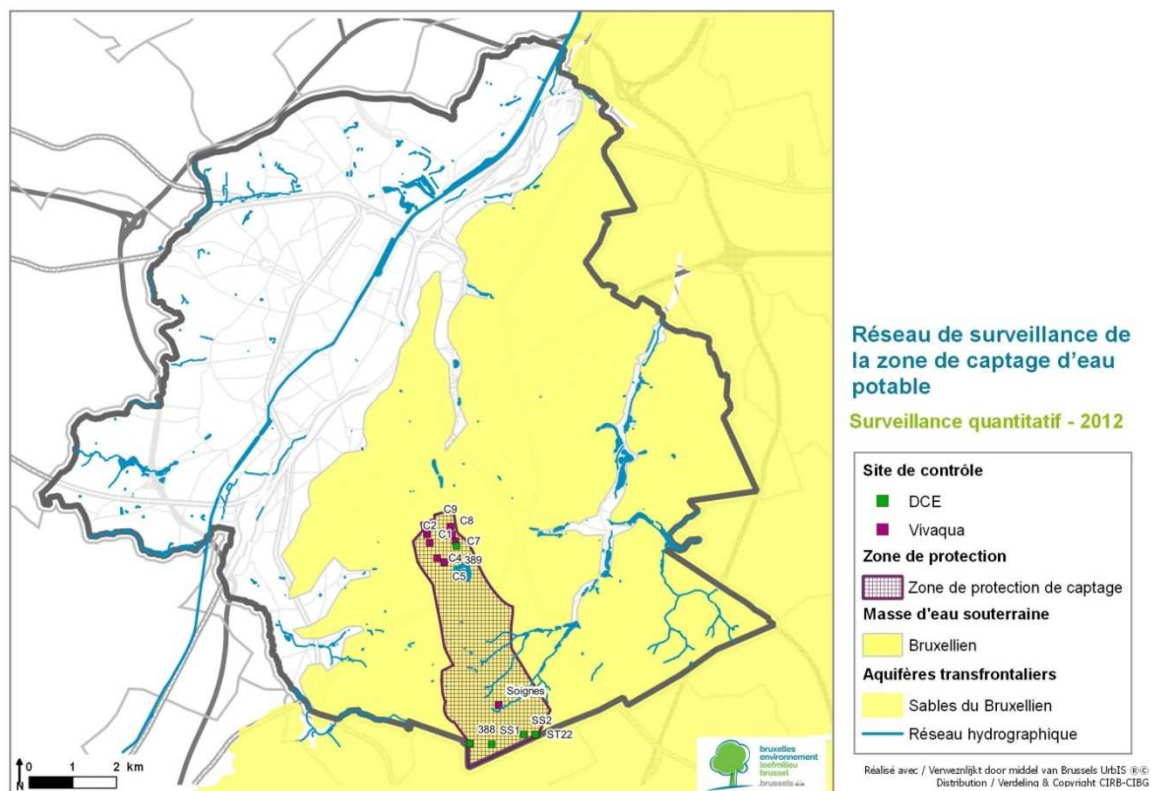 C9
C2
C8
C1
C7
C4
389
C5
Soignes
SS2
388
SS1
ST22
N
0
1
2 km
bruxelles
environnement
leefmilieu
brussel
.brussels
Réseau de surveillance de
la zone de captage d'eau
potable
Surveillance quantitatif - 2012
Site de contrôle
DCE
Vivaqua
Zone de protection
Zone de protection de captage
Masse d'eau souterraine
Bruxellien
Aquifères transfrontaliers
Sables du Bruxellien
Réseau hydrographique
Réalisé avec / Verweznlijkt door middel van Brussels UrbIS ®©
Distribution / Verdeling & Copyright CIRB-CIBG